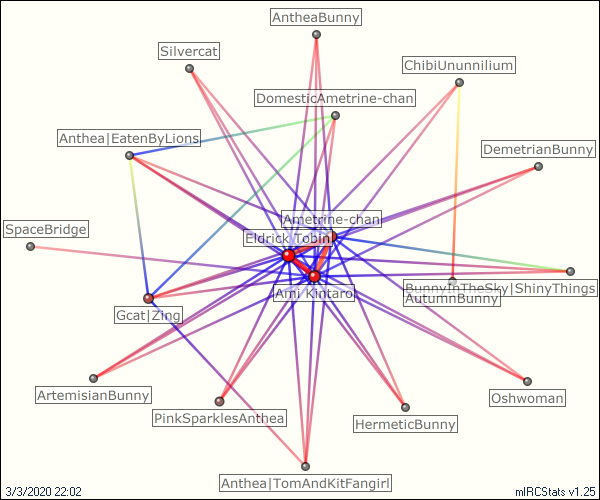 AntheaBunny
Silvercat
ChibiUnunnilium
DomesticAmetrine-chan
Anthea|EatenByLions
DemetrianBunny
Ametrine-chan
SpaceBridge
Eldrick Tobin
Ami Kintaro
BunnyInTheSky|ShinyThings
AutumnBunny
Gcat|Zing
ArtemisianBunny
Oshwoman
PinkSparklesAnthea
HermeticBunny
Anthea|TomAndKitFangirl
3/3/2020 22:02
mIRCStats v1.25